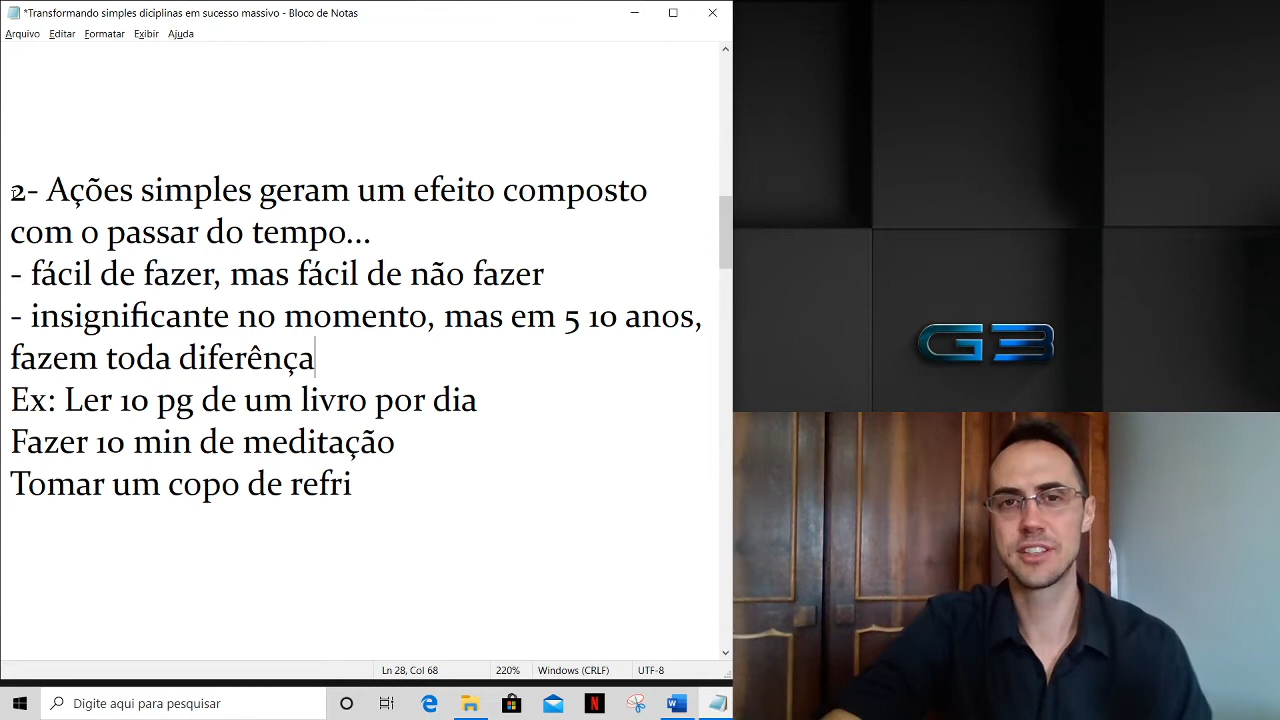 *Transformando simples diciplinas em sucesso massivo - Bloco de Notas
Arquivo Editar Formatar Exibir Ajuda
2- Ações simples geram um efeito composto
com o passar do tempo...
- fácil de fazer, mas fácil de não fazer
- insignificante no momento, mas em 5 10 anos,
fazem toda diferênça
Ex: Ler 10 pg de um livro por dia
Fazer 10 min de meditação
Tomar um copo de refri
G3
Ln 28, Col 68 220% Windows (CRLF) UTF-8
Digite aqui para pesquisar